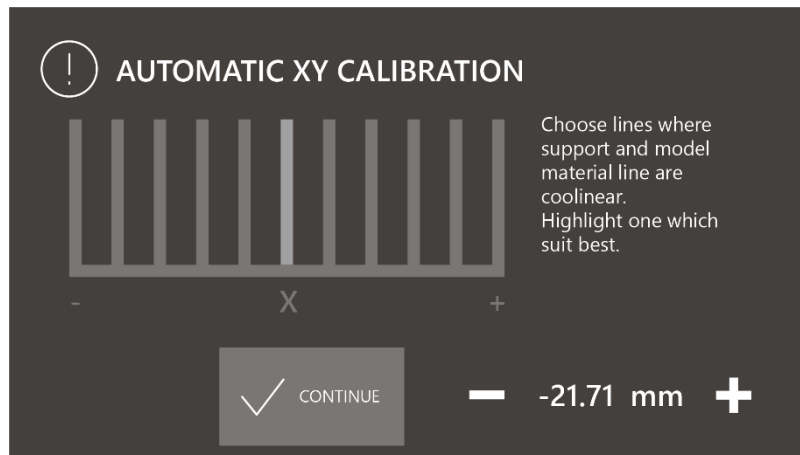 AUTOMATIC XY CALIBRATION
Choose lines where
support and model
material line are
coolinear.
Highlight one which
suit best.
- X +
CONTINUE
-21.71 mm